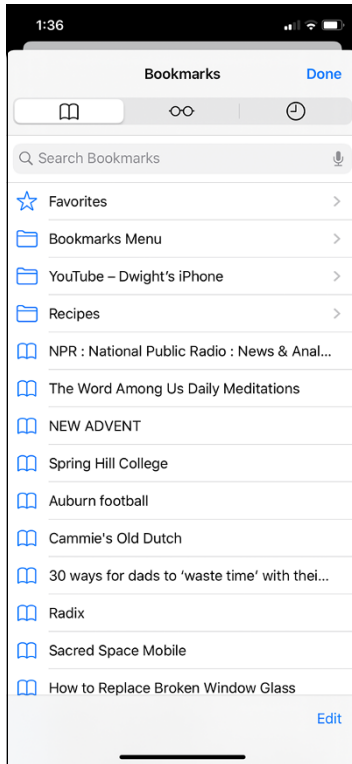 1:36
Bookmarks
Done
Search Bookmarks
Favorites
Bookmarks Menu
YouTube – Dwight’s iPhone
Recipes
NPR : National Public Radio : News & Anal...
The Word Among Us Daily Meditations
NEW ADVENT
Spring Hill College
Auburn football
Cammie's Old Dutch
30 ways for dads to ‘waste time’ with thei...
Radix
Sacred Space Mobile
How to Replace Broken Window Glass
Edit